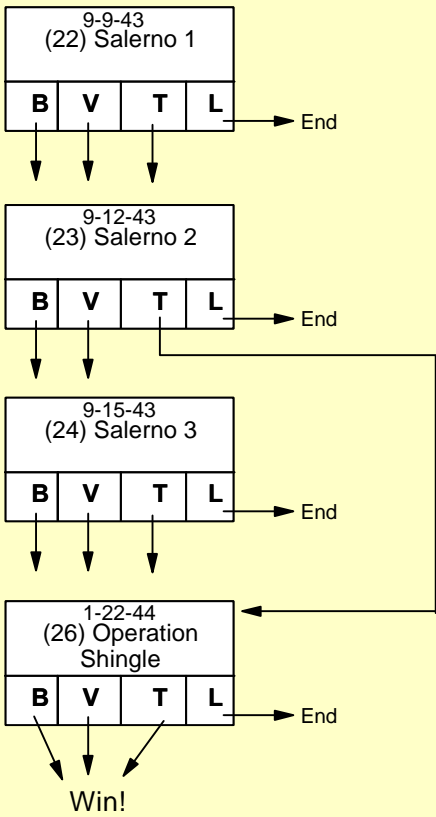 9-9-43
(22) Salerno 1
B V T L
End
9-12-43
(23) Salerno 2
B V T L
End
9-15-43
(24) Salerno 3
B V T L
End
1-22-44
(26) Operation
Shingle
B V T L
End
Win!